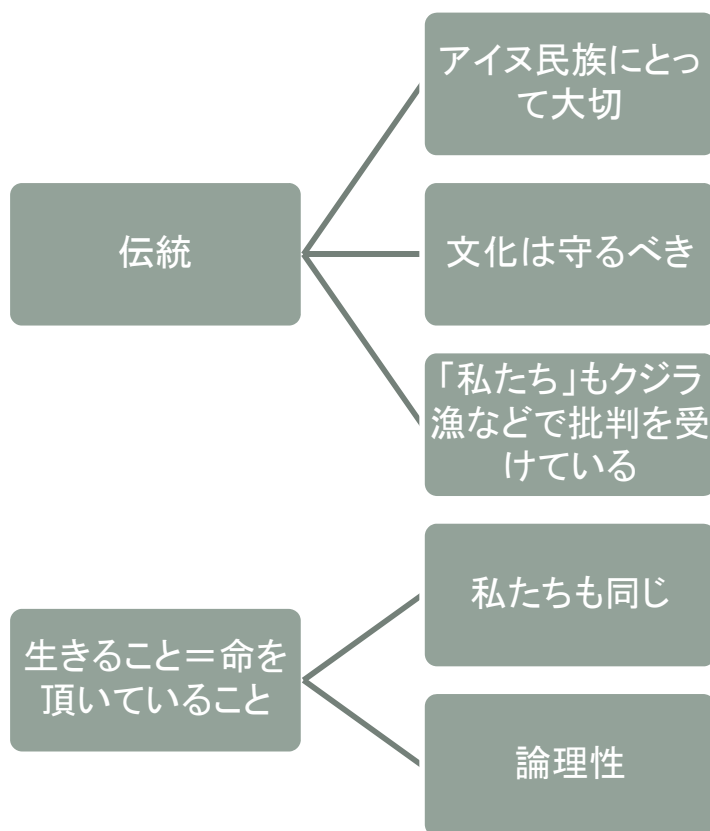 伝統
アイヌ民族にとっ
て大切
文化は守るべき
「私たち」もクジラ
漁などで批判を受
けている
生きること＝命を
頂いていること
私たちも同じ
論理性